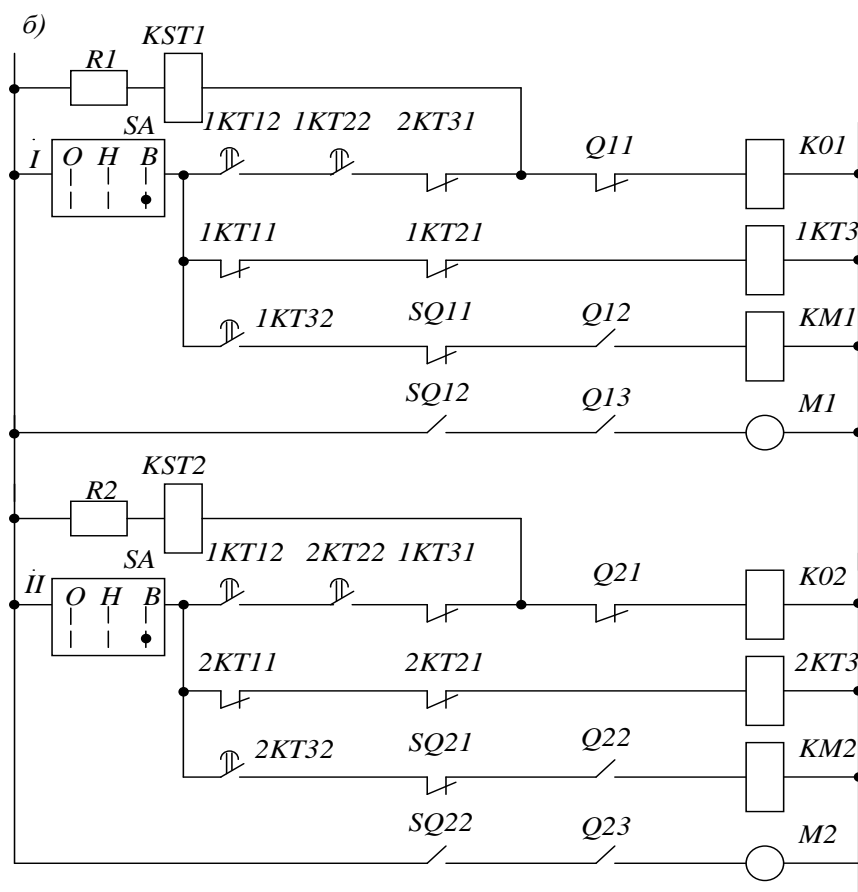 б)
KST1
R1
SA
1KT12 1KT22 2KT31
Q11
K01
I
O H B
1KT11 1KT21
1KT3
1KT32
SQ11
Q12
KM1
SQ12
Q13
M1
KST2
R2
SA
1KT12 2KT22 1KT31
Q21
K02
II
O H B
2KT11 2KT21
2KT3
2KT32
SQ21
Q22
KM2
SQ22
Q23
M2